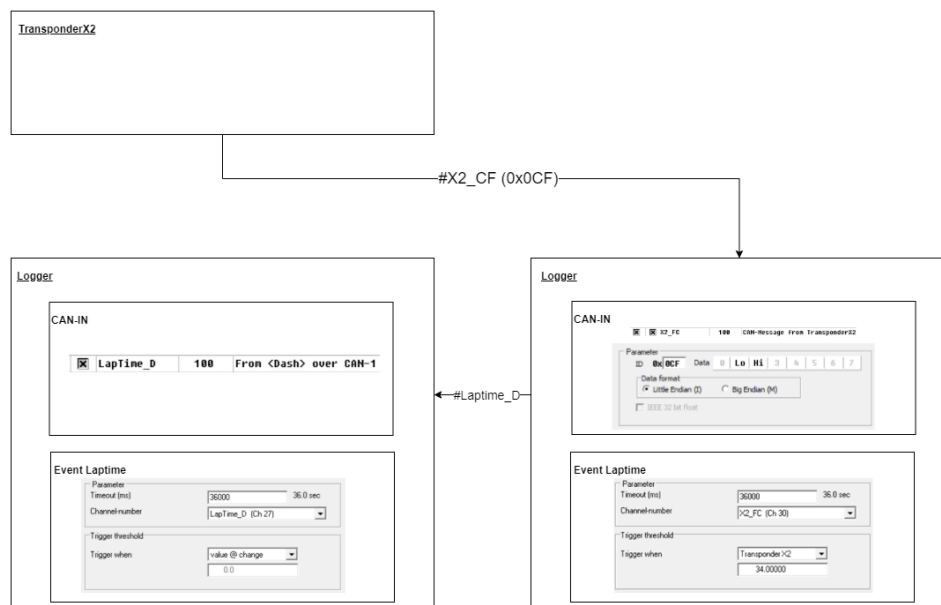 TransponderX2
#X2_CF (0x0CF)
Logger
CAN-IN
LapTime_D 100 From <Dash> over CAN-1
Event Laptime
Parameter
Timeout (ms) 36000 36.0 sec
Channel-number LapTime_D (Ch 27)
Trigger threshold
Trigger when value @ change
0.0
#Laptime_D
Logger
CAN-IN
X2_FC 100 CAN-Message From TransponderX2
Parameter
ID 0x 0CF Data 0 Lo Hi 3 4 5 6 7
Data format
Little Endian (I) Big Endian (M)
IEEE 32 bit float
Event Laptime
Parameter
Timeout (ms) 36000 36.0 sec
Channel-number X2_FC (Ch 30)
Trigger threshold
Trigger when Transponder X2
34.00000